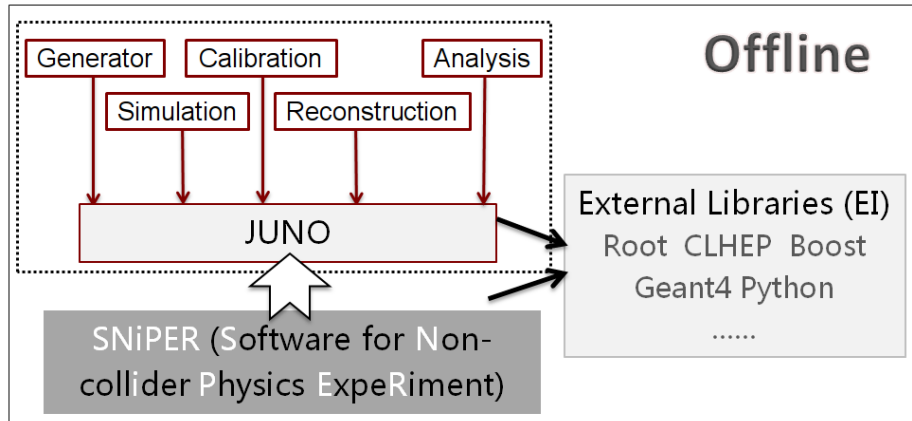 Offline
Generator
Calibration
Analysis
Simulation
Reconstruction
JUNO
External Libraries (EI)
Root CLHEP Boost
Geant4 Python
......
SNiPER (Software for Non-
collider Physics ExpeRiment)